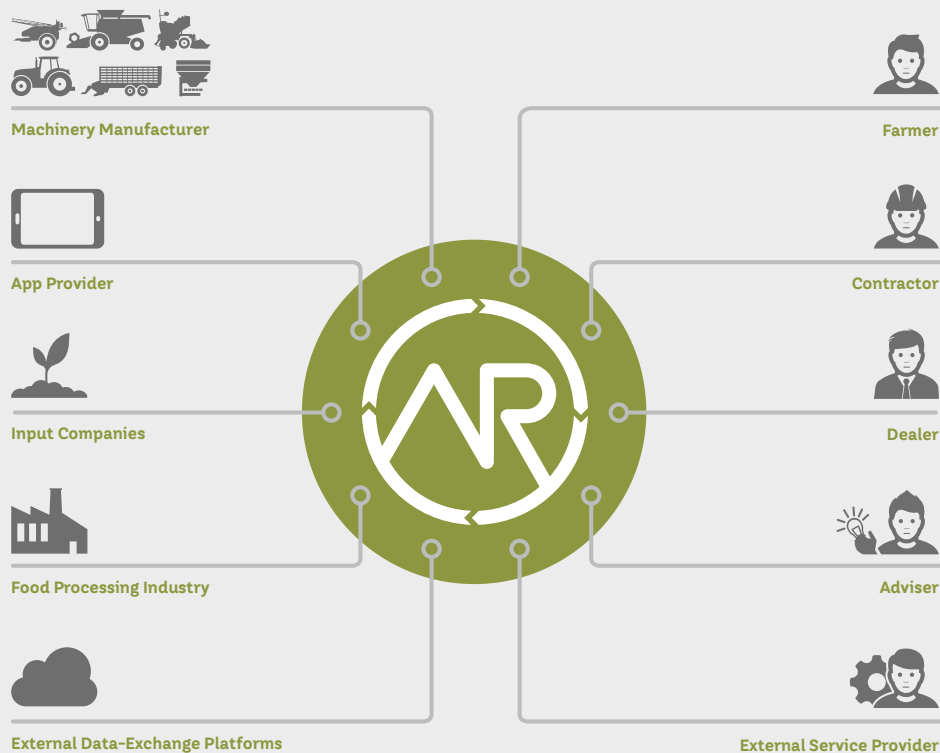 Machinery Manufacturer
Farmer
App Provider
Contractor
Input Companies
Dealer
Food Processing Industry
Adviser
External Data-Exchange Platforms
External Service Provider
AR